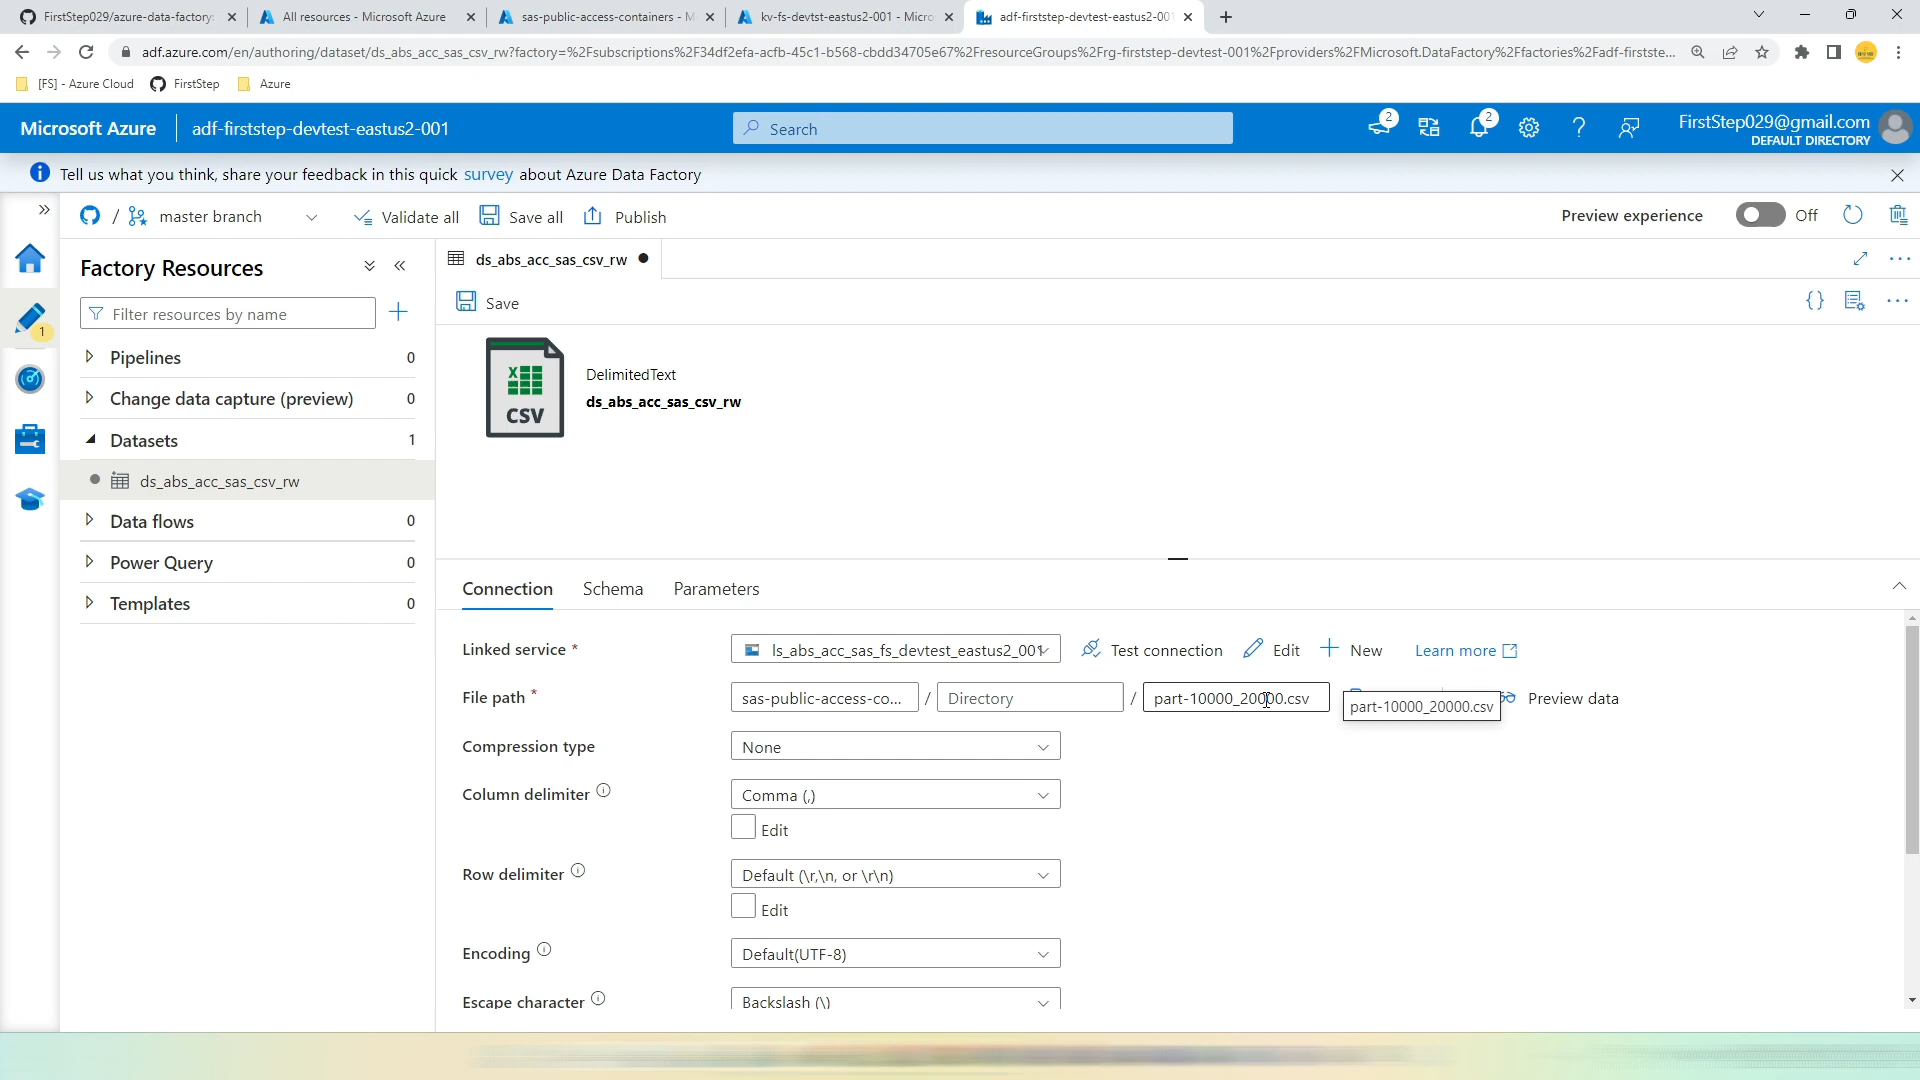 FirstStep029/azure-data-factory:
All resources - Microsoft Azure
sas-public-access-containers - M
kv-fs-devtst-eastus2-001 - Micro
adf-firststep-devtest-eastus2-001
adf.azure.com/en/authoring/dataset/ds_abs_acc_sas_csv_rw?factory=%2Fsubscriptions%2F34df2efa-acfb-45c1-b568-cbdd34705e67%2FresourceGroups%2Frg-firststep-devtest-001%2Fproviders%2FMicrosoft.DataFactory%2Ffactories%2Fadf-firstste...
[FS] - Azure Cloud
FirstStep
Azure
Microsoft Azure
adf-firststep-devtest-eastus2-001
Search
2
2
FirstStep029@gmail.com
DEFAULT DIRECTORY
Tell us what you think, share your feedback in this quick survey about Azure Data Factory
/
master branch
Validate all
Save all
Publish
Preview experience
Off
Factory Resources
ds_abs_acc_sas_csv_rw
Filter resources by name
Save
1
Pipelines 0
Change data capture (preview) 0
Datasets 1
ds_abs_acc_sas_csv_rw
Data flows 0
Power Query 0
Templates 0
CSV
DelimitedText
ds_abs_acc_sas_csv_rw
Connection
Schema
Parameters
Linked service *
ls_abs_acc_sas_fs_devtest_eastus2_001
Test connection
Edit
New
Learn more
File path *
sas-public-access-co... / Directory / part-10000_20000.csv
part-10000_20000.csv
Preview data
Compression type
None
Column delimiter
Comma (,)
Edit
Row delimiter
Default (\r,\n, or \r\n)
Edit
Encoding
Default(UTF-8)
Escape character
Backslash (\)